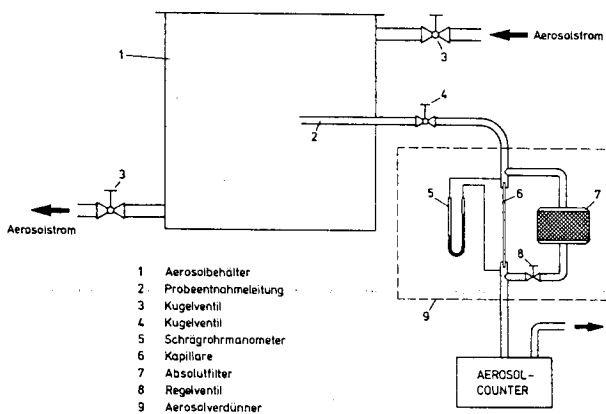 1
3
Aerosolstrom
4
2
3
Aerosolstrom
5
6
7
8
9
1 Aerosolbehälter
2 Probeentnahmeleitung
3 Kugelventil
4 Kugelventil
5 Schrägrohrmanometer
6 Kapillare
7 Absolutfilter
8 Regelventil
9 Aerosolverdünner
AEROSOL-
COUNTER